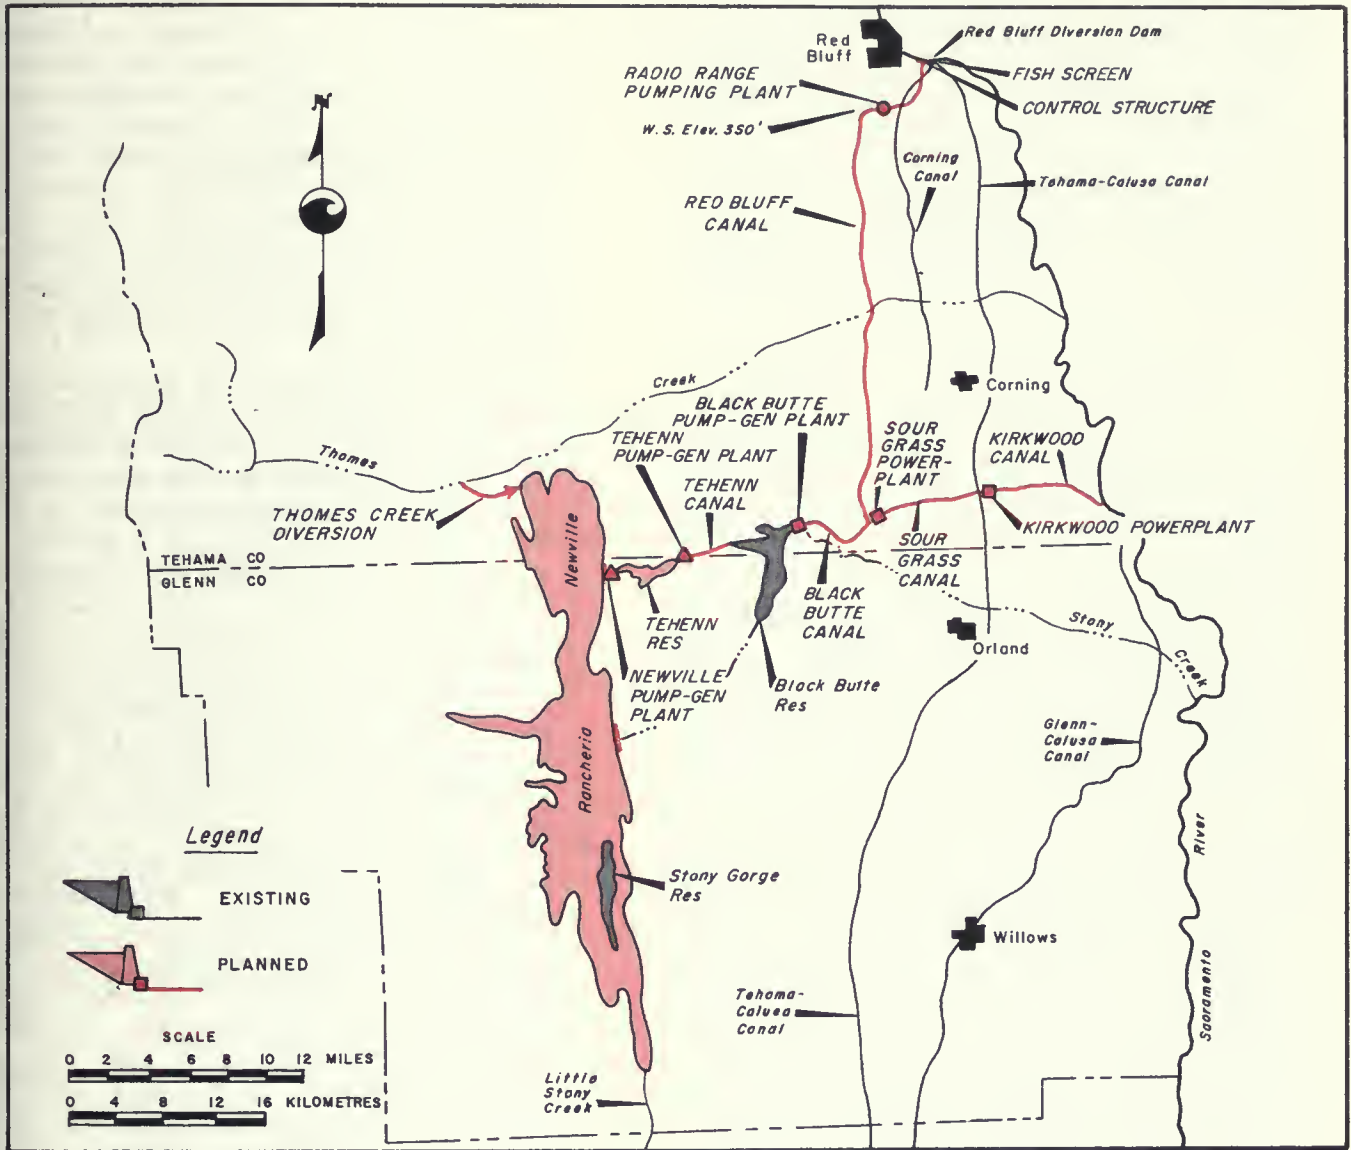 Red
Bluff
Red Bluff Diversion Dam
FISH SCREEN
CONTROL STRUCTURE
RADIO RANGE
PUMPING PLANT
W. S. Elev. 350'
N
Corning
Canal
Tehama-Colusa Canal
RED BLUFF
CANAL
Creek
Thomes
Corning
BLACK BUTTE
PUMP-GEN PLANT
TEHENN
PUMP-GEN PLANT
TEHENN
CANAL
SOUR
GRASS
POWER-
PLANT
KIRKWOOD
CANAL
THOMES CREEK
DIVERSION
KIRKWOOD POWERPLANT
SOUR
GRASS
CANAL
TEHAMA CO
GLENN CO
Newville
TEHENN
RES
BLACK
BUTTE
CANAL
Orland
Stony
Creek
NEWVILLE
PUMP-GEN
PLANT
Black Butte
Res
Glenn-
Colusa
Canal
Rancheria
Legend
EXISTING
PLANNED
Stony Gorge
Res
Willows
River
Sacramento
Tehama-
Colusa
Canal
SCALE
0 2 4 6 8 10 12 MILES
0 4 8 12 16 KILOMETRES
Little
Stony
Creek